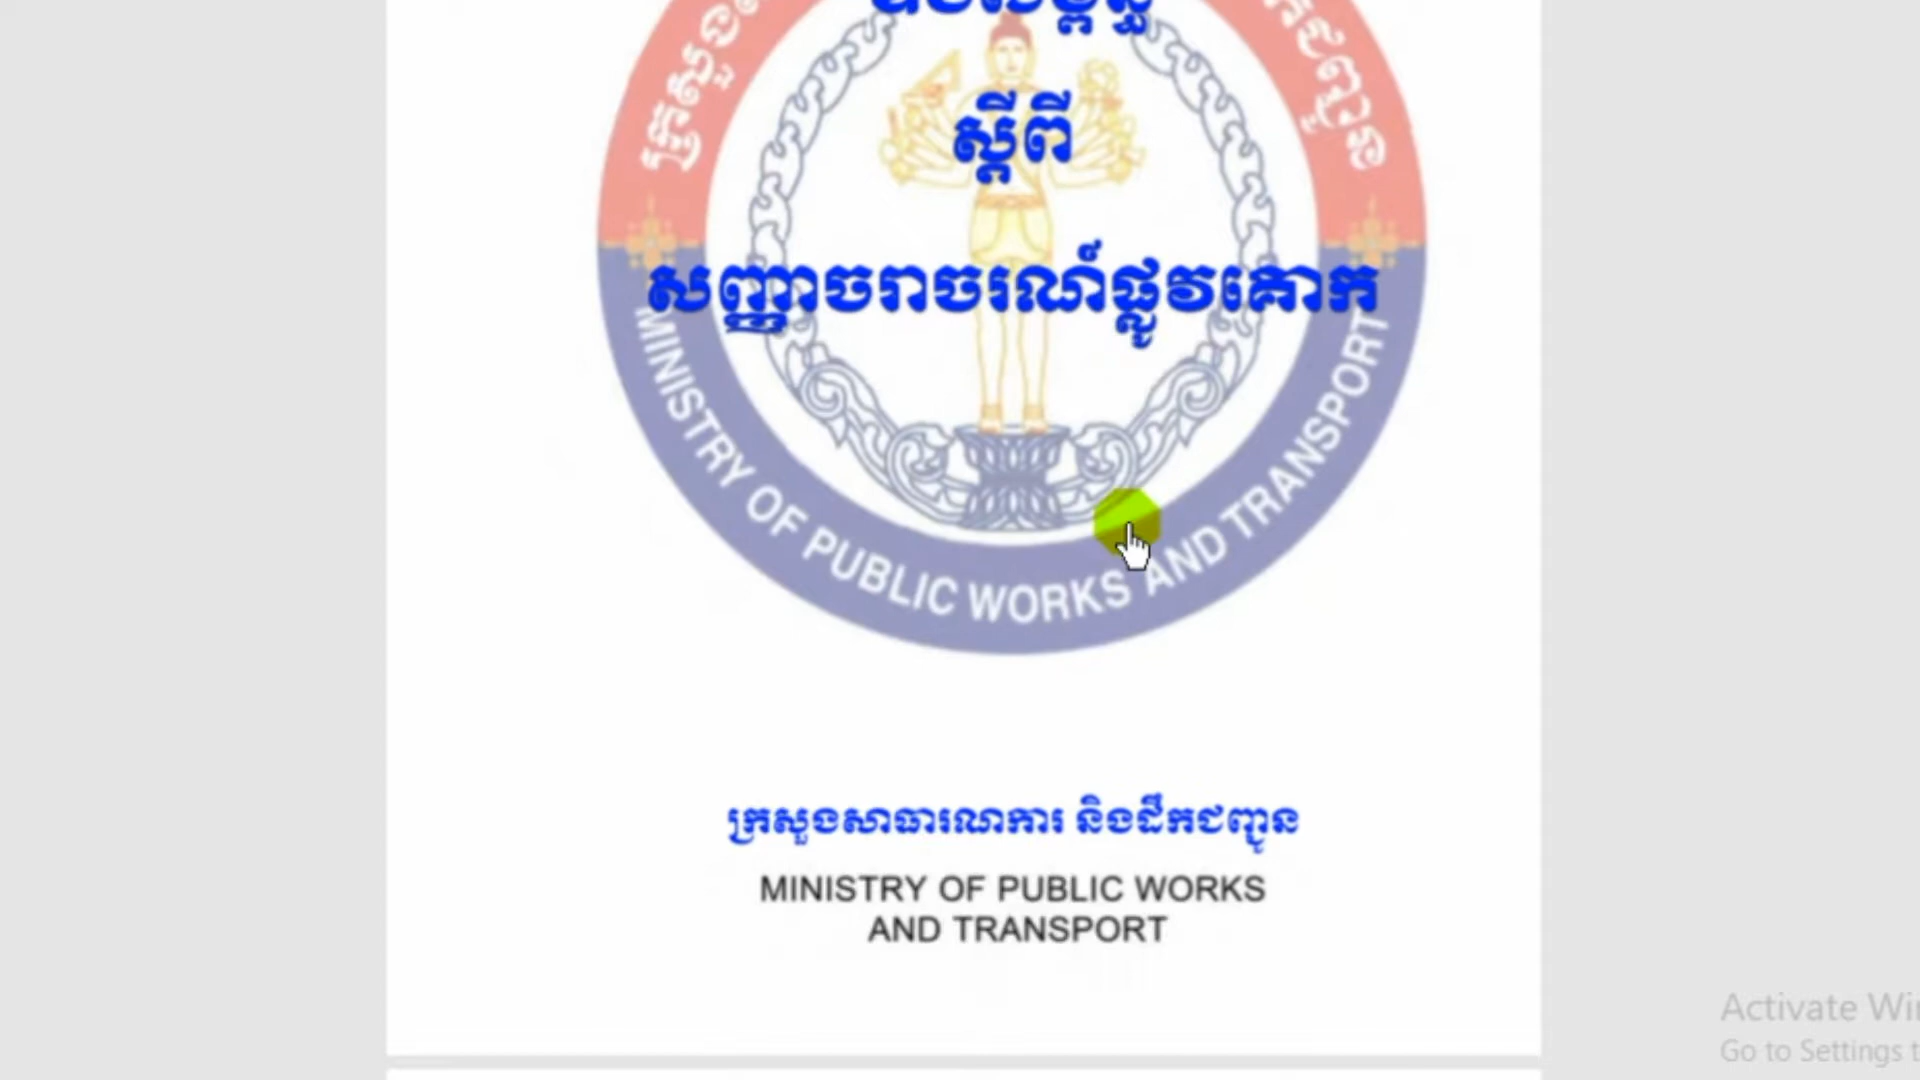 ស្តីពី
សញ្ញាចរាចរណ៍ផ្លូវគោក
MINISTRY OF PUBLIC WORKS AND TRANSPORT
ក្រសួងសាធារណការ និងដឹកជញ្ជូន
MINISTRY OF PUBLIC WORKS
AND TRANSPORT
Activate Wi
Go to Settings t